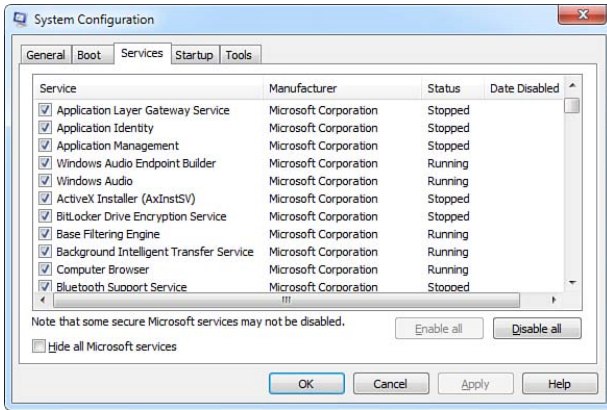 System Configuration
General Boot Services Startup Tools
Service Manufacturer Status Date Disabled
Application Layer Gateway Service Microsoft Corporation Stopped
Application Identity Microsoft Corporation Stopped
Application Management Microsoft Corporation Stopped
Windows Audio Endpoint Builder Microsoft Corporation Running
Windows Audio Microsoft Corporation Running
ActiveX Installer (AxInstSV) Microsoft Corporation Stopped
BitLocker Drive Encryption Service Microsoft Corporation Stopped
Base Filtering Engine Microsoft Corporation Running
Background Intelligent Transfer Service Microsoft Corporation Running
Computer Browser Microsoft Corporation Running
Bluetooth Support Service Microsoft Corporation Stopped
Note that some secure Microsoft services may not be disabled.
Enable all Disable all
Hide all Microsoft services
OK Cancel Apply Help